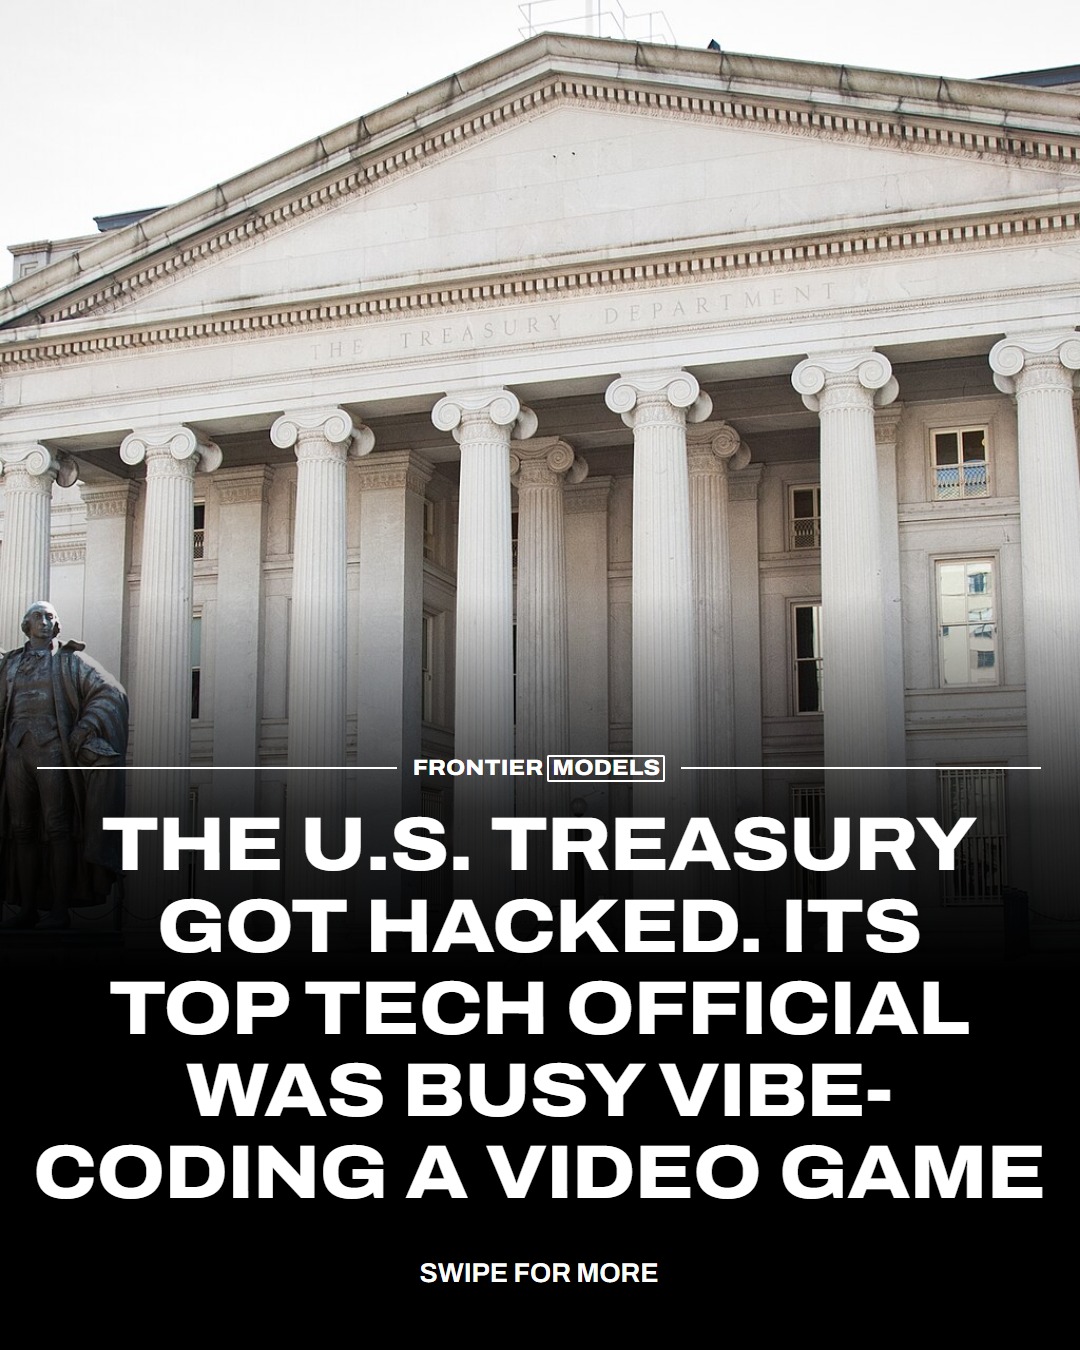 THE TREASURY DEPARTMENT
FRONTIER MODELS
THE U.S. TREASURY
GOT HACKED. ITS
TOP TECH OFFICIAL
WAS BUSY VIBE-
CODING A VIDEO GAME
SWIPE FOR MORE